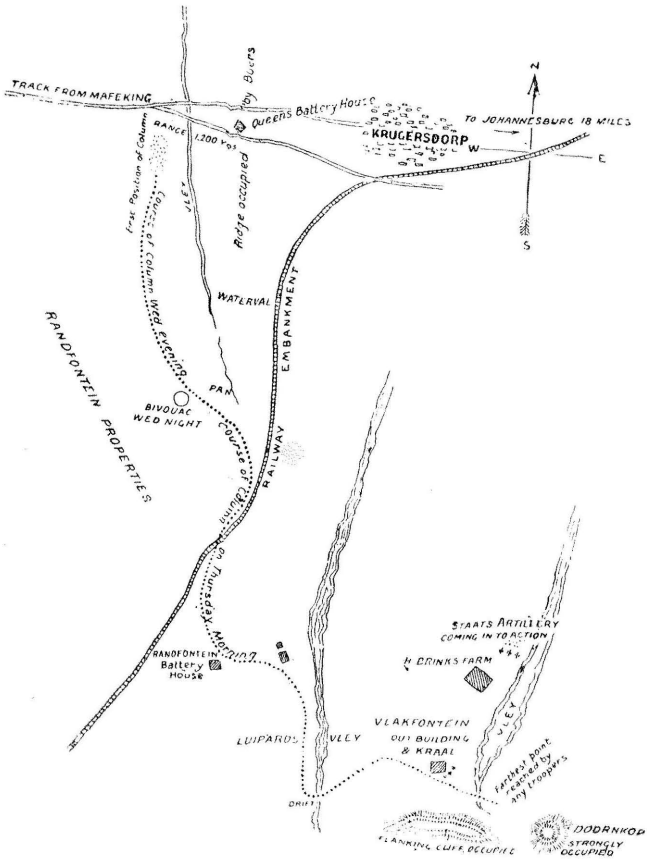 N
TRACK FROM MAFEKING
by Boers
Queens Battery House
KRUGERSDORP
W
TO JOHANNESBURG 18 MILES
E
S
RANGE 1,200 Yds
Ridge occupied
VLEY
First Position of Column
Course of Column Wed evening
WATERVAL
PAN
RAILWAY EMBANKMENT
RANDFONTEIN PROPERTIES
BIVOUAC
WED NIGHT
Course of Column on Thursday Morning
RANDFONTEIN
Battery
House
STAATS ARTILLERY
COMING IN TO ACTION
BRINKS FARM
VLEY
LUIPARDS VLEY
VLAKFONTEIN
OUT BUILDING
& KRAAL
Farthest point
reached by
any troopers
DRIFT
FLANKING CLIFF, OCCUPIED
DOORNKOP
STRONGLY
OCCUPIED